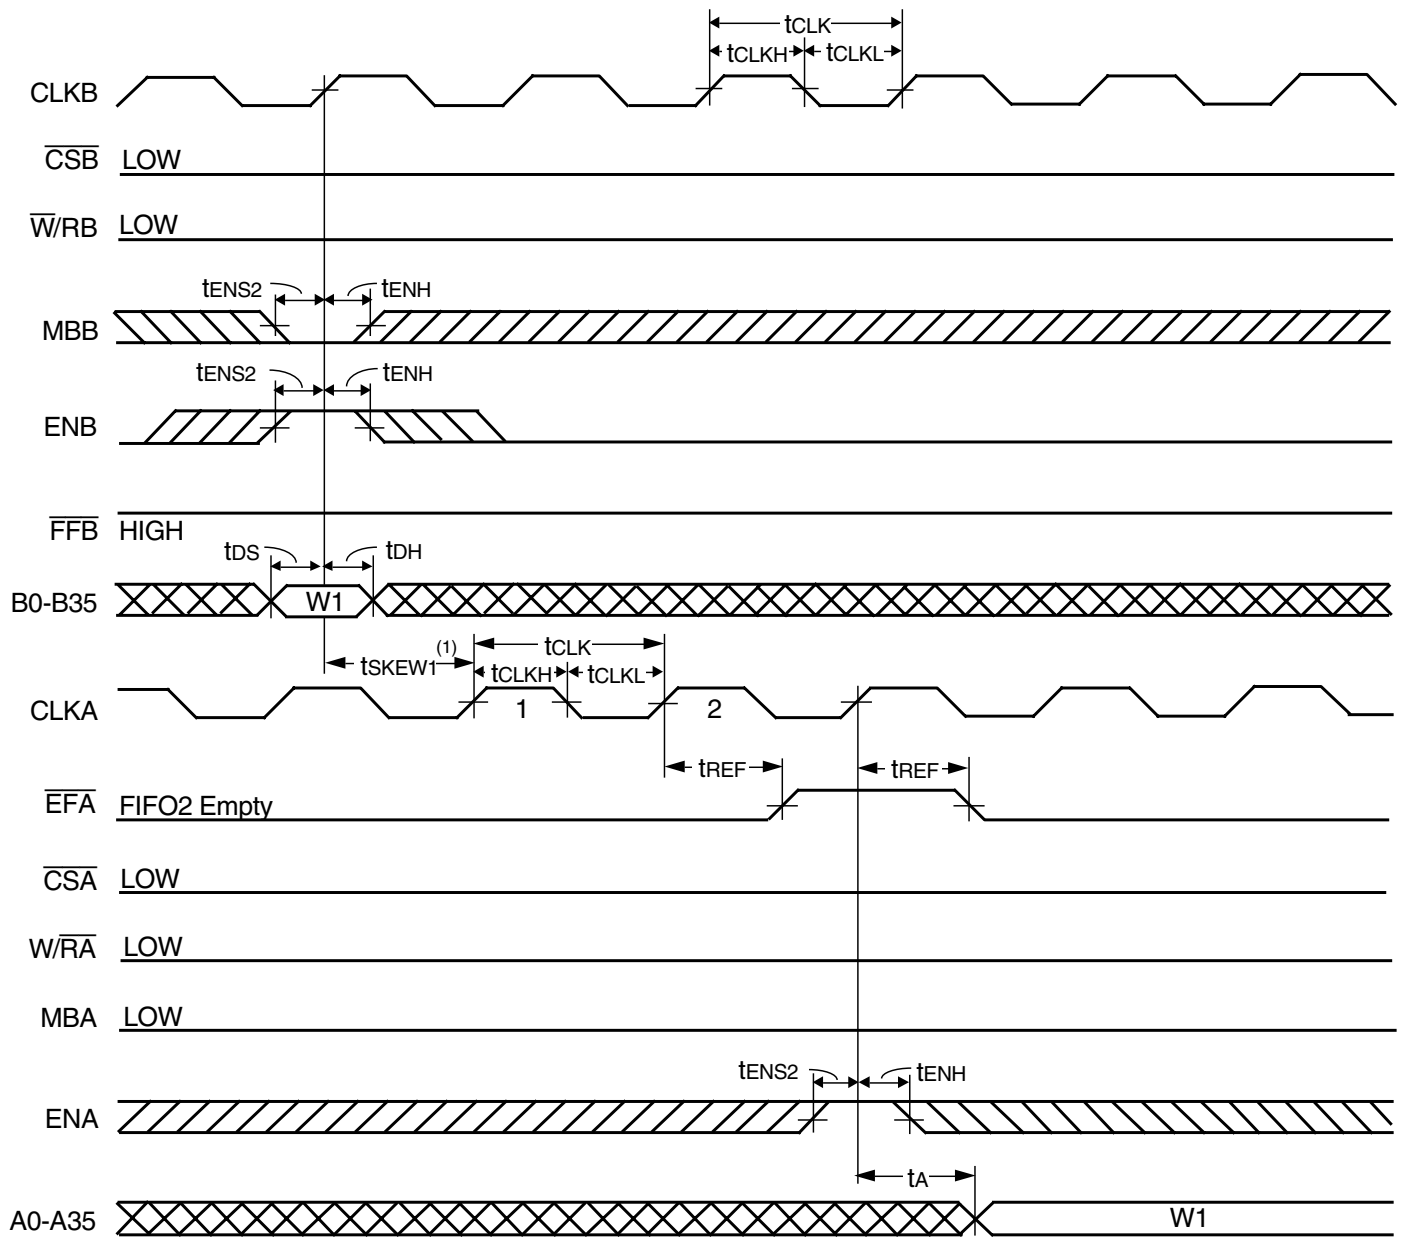 tCLK
tCLKH tCLKL
CLKB
CSB LOW
W/RB LOW
tENS2 tENH
MBB
tENS2 tENH
ENB
FFB HIGH
tDS tDH
B0-B35 W1
tSKEW1(1) tCLK
tCLKH tCLKL
CLKA 1 2
tREF tREF
EFA FIFO2 Empty
CSA LOW
W/RA LOW
MBA LOW
tENS2 tENH
ENA
tA
A0-A35 W1